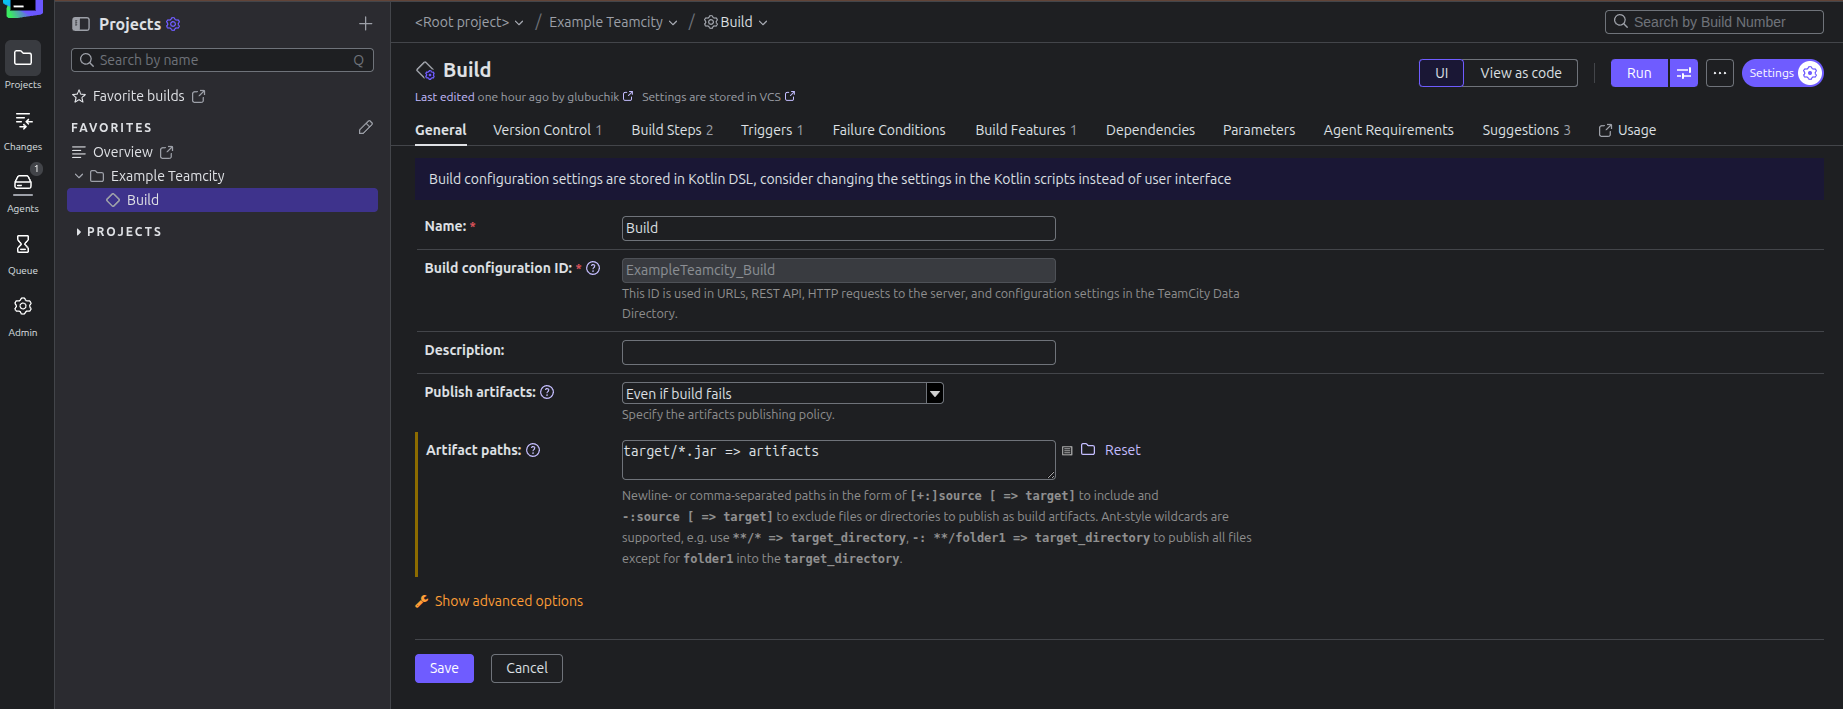 Projects
Changes
1
Agents
Queue
Admin
Projects
Search by name
Q
Favorite builds
FAVORITES
Overview
Example Teamcity
Build
PROJECTS
<Root project> / Example Teamcity / Build
Search by Build Number
Build
UI View as code Run ... Settings
Last edited one hour ago by glubuchik Settings are stored in VCS
General Version Control 1 Build Steps 2 Triggers 1 Failure Conditions Build Features 1 Dependencies Parameters Agent Requirements Suggestions 3 Usage
Build configuration settings are stored in Kotlin DSL, consider changing the settings in the Kotlin scripts instead of user interface
Name: * Build
Build configuration ID: * ? ExampleTeamcity_Build
This ID is used in URLs, REST API, HTTP requests to the server, and configuration settings in the TeamCity Data
Directory.
Description:
Publish artifacts: ? Even if build fails
Specify the artifacts publishing policy.
Artifact paths: ? target/*.jar => artifacts Reset
Newline- or comma-separated paths in the form of [+:]source [ => target] to include and
-:source [ => target] to exclude files or directories to publish as build artifacts. Ant-style wildcards are
supported, e.g. use **/* => target_directory, -: **/folder1 => target_directory to publish all files
except for folder1 into the target_directory.
Show advanced options
Save Cancel